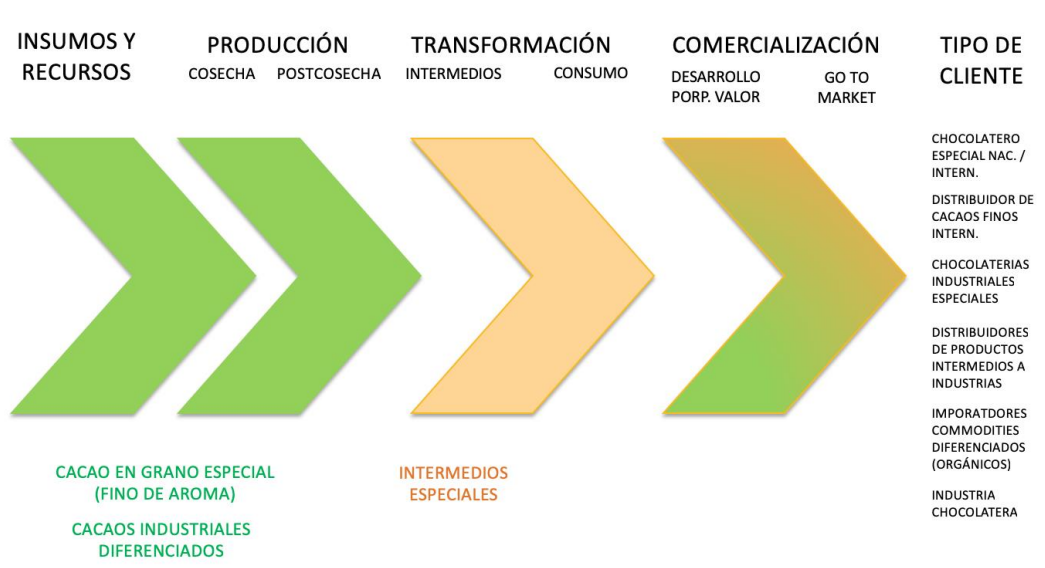 INSUMOS Y
RECURSOS
PRODUCCIÓN
COSECHA POSTCOSECHA
TRANSFORMACIÓN
INTERMEDIOS CONSUMO
COMERCIALIZACIÓN
DESARROLLO
PORP. VALOR
GO TO
MARKET
TIPO DE
CLIENTE
CHOCOLATERO
ESPECIAL NAC. /
INTERN.
DISTRIBUIDOR DE
CACAOS FINOS
INTERN.
CHOCOLATERIAS
INDUSTRIALES
ESPECIALES
DISTRIBUIDORES
DE PRODUCTOS
INTERMEDIOS A
INDUSTRIAS
IMPORATDORES
COMMODITIES
DIFERENCIADOS
(ORGÁNICOS)
INDUSTRIA
CHOCOLATERA
CACAO EN GRANO ESPECIAL
(FINO DE AROMA)
CACAOS INDUSTRIALES
DIFERENCIADOS
INTERMEDIOS
ESPECIALES